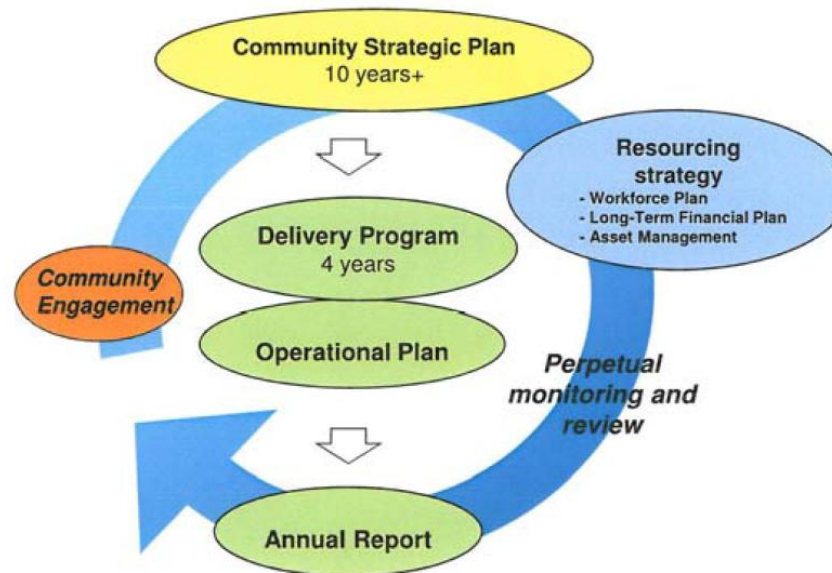 Community Strategic Plan
10 years+
Resourcing
strategy
- Workforce Plan
- Long-Term Financial Plan
- Asset Management
Delivery Program
4 years
Community
Engagement
Operational Plan
Perpetual
monitoring and
review
Annual Report